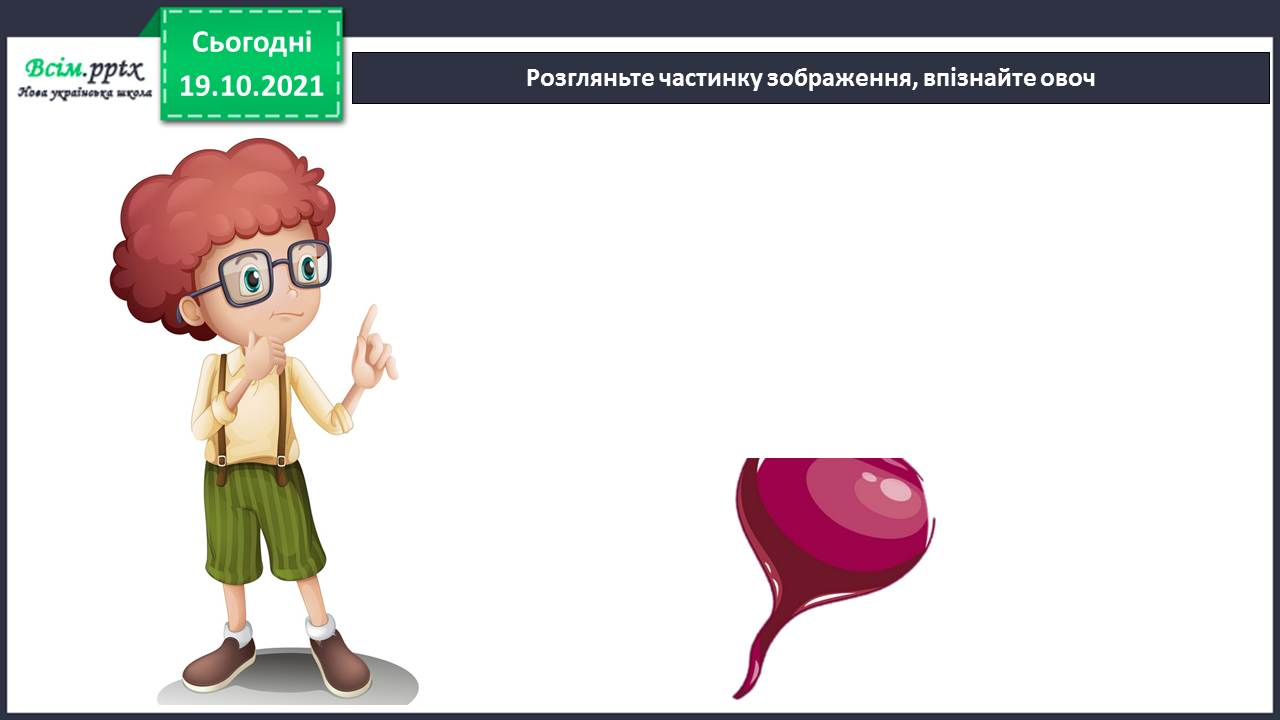 Сьогодні
19.10.2021
Всім.pptx
Нова українська школа
Розгляньте частинку зображення, впізнайте овоч